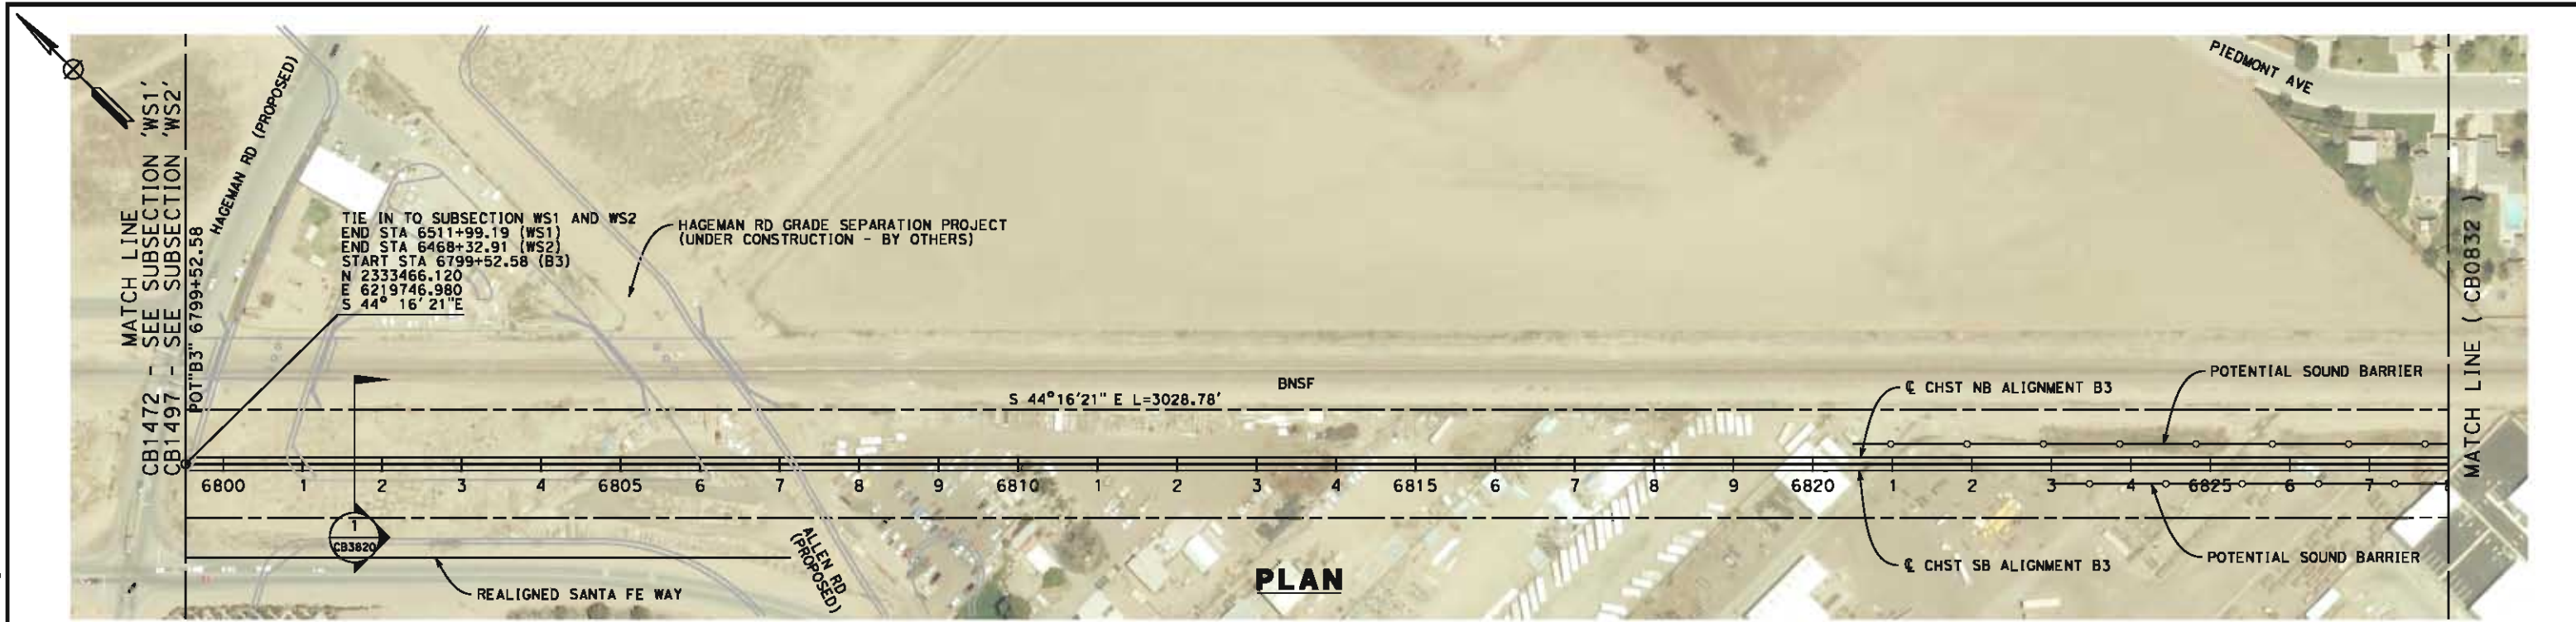 MATCH LINE
CB1472 - SEE SUBSECTION 'WS1'
CB1497 - SEE SUBSECTION 'WS2'
POT"B3" 6799+52.58
HAGEMAN RD (PROPOSED)
TIE IN TO SUBSECTION WS1 AND WS2
END STA 6511+99.19 (WS1)
END STA 6468+32.91 (WS2)
START STA 6799+52.58 (B3)
N 2333466.120
E 6219746.980
S 44° 16'21"E
HAGEMAN RD GRADE SEPARATION PROJECT
(UNDER CONSTRUCTION - BY OTHERS)
PIEDMONT AVE
BNSF
S 44°16'21" E L=3028.78'
℄ CHST NB ALIGNMENT B3
POTENTIAL SOUND BARRIER
MATCH LINE ( CB0832 )
6800 1 2 3 4 6805 6 7 8 9 6810 1 2 3 4 6815 6 7 8 9 6820 1 2 3 4 6825 6 7
1
CB3820
ALLEN RD
(PROPOSED)
REALIGNED SANTA FE WAY
℄ CHST SB ALIGNMENT B3
POTENTIAL SOUND BARRIER
PLAN